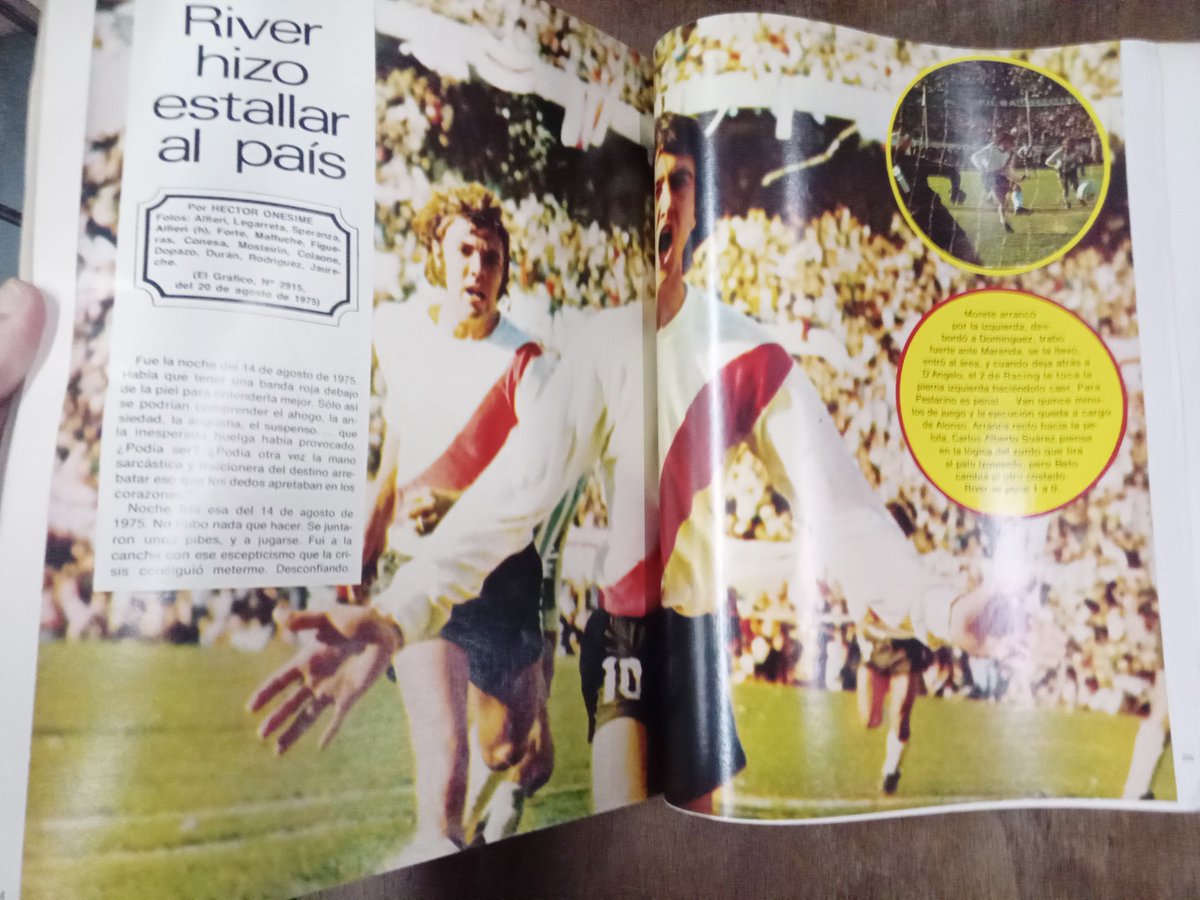 River
hizo
estallar
al país
Por HECTOR ONESIME
Fotos: Alfieri, Legarreta, Speranza,
Alfieri (h), Forte, Maffuche, Figue-
ras, Conesa, Mosteirín, Colaone,
Dopazo, Durán, Rodríguez, Jaure-
che.
(El Gráfico, Nº 2915,
del 20 de agosto de 1975)
Fue la noche del 14 de agosto de 1975.
Había que tener una banda roja debajo
de la piel para entenderla mejor. Sólo así
se podrían comprender el ahogo, la an-
siedad, la angustia, el suspenso... que
la inesperada huelga había provocado.
¿Podía ser? ¿Podía otra vez la mano
sarcástica y traicionera del destino arre-
batar eso que los dedos apretaban en los
corazones?
Noche fría esa del 14 de agosto de
1975. No hubo nada que hacer. Se junta-
ron unos pibes, y a jugarse. Fui a la
cancha con ese escepticismo que la cri-
sis consiguió meterme. Desconfiando.
10
Morete arrancó
por la izquierda, des-
bordó a Domínguez, trabó
fuerte ante Marenda, se la llevó,
entró al área, y cuando deja atrás a
D'Angelo, el 2 de Racing le toca la
pierna izquierda haciéndolo caer. Para
Pestarino es penal... Van quince minu-
tos de juego y la ejecución queda a cargo
de Alonso. Arranca recto hacia la pe-
lota, Carlos Alberto Suárez piensa
en la lógica del zurdo que tira
al palo izquierdo, pero Beto
cambia al otro costado.
River se pone 1 a 0.